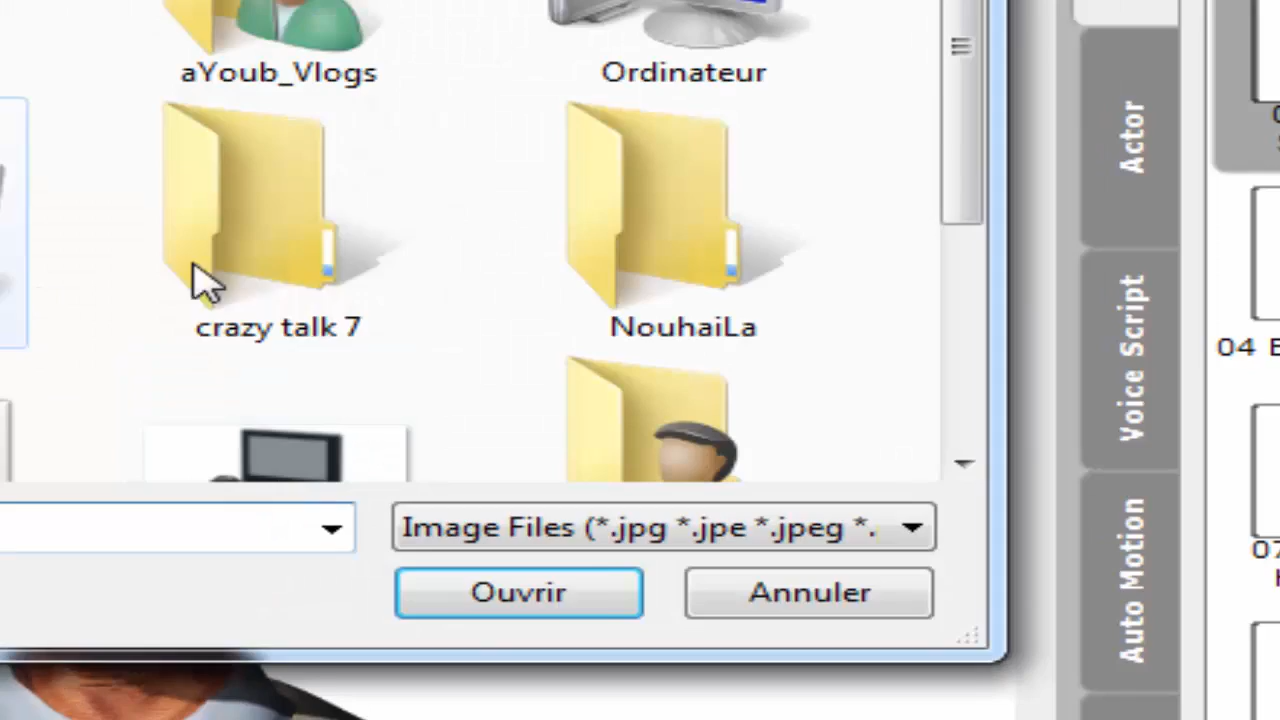 aYoub_Vlogs
Ordinateur
crazy talk 7
NouhaiLa
Image Files (*.jpg *.jpe *.jpeg *.
Ouvrir
Annuler
Actor
Voice Script
Auto Motion
04
07